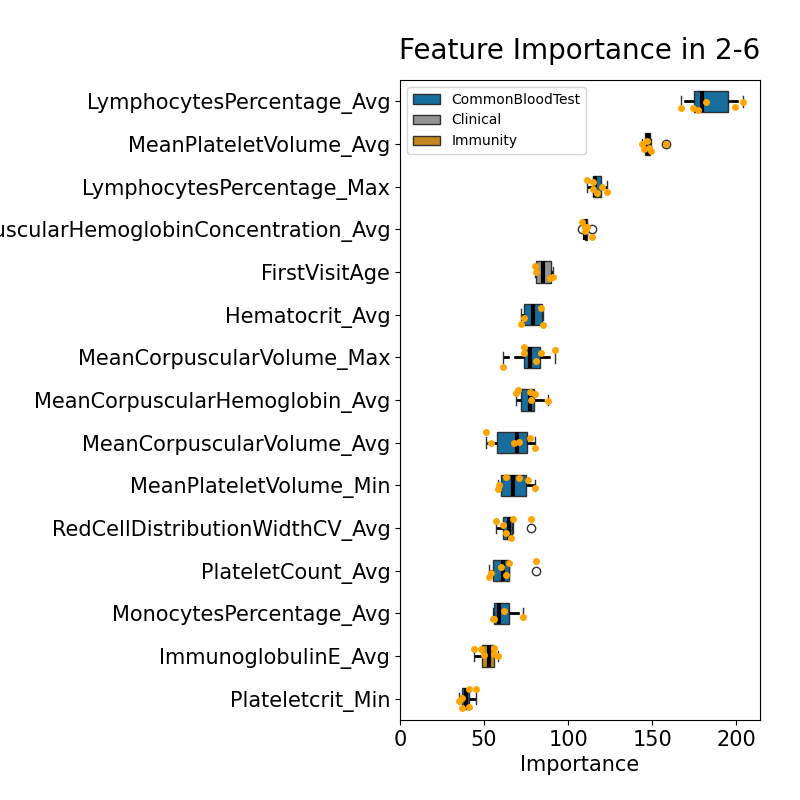 Feature Importance in 2-6
CommonBloodTest
Clinical
Immunity
LymphocytesPercentage_Avg
MeanPlateletVolume_Avg
LymphocytesPercentage_Max
uscularHemoglobinConcentration_Avg
FirstVisitAge
Hematocrit_Avg
MeanCorpuscularVolume_Max
MeanCorpuscularHemoglobin_Avg
MeanCorpuscularVolume_Avg
MeanPlateletVolume_Min
RedCellDistributionWidthCV_Avg
PlateletCount_Avg
MonocytesPercentage_Avg
ImmunoglobulinE_Avg
Plateletcrit_Min
0 50 100 150 200
Importance